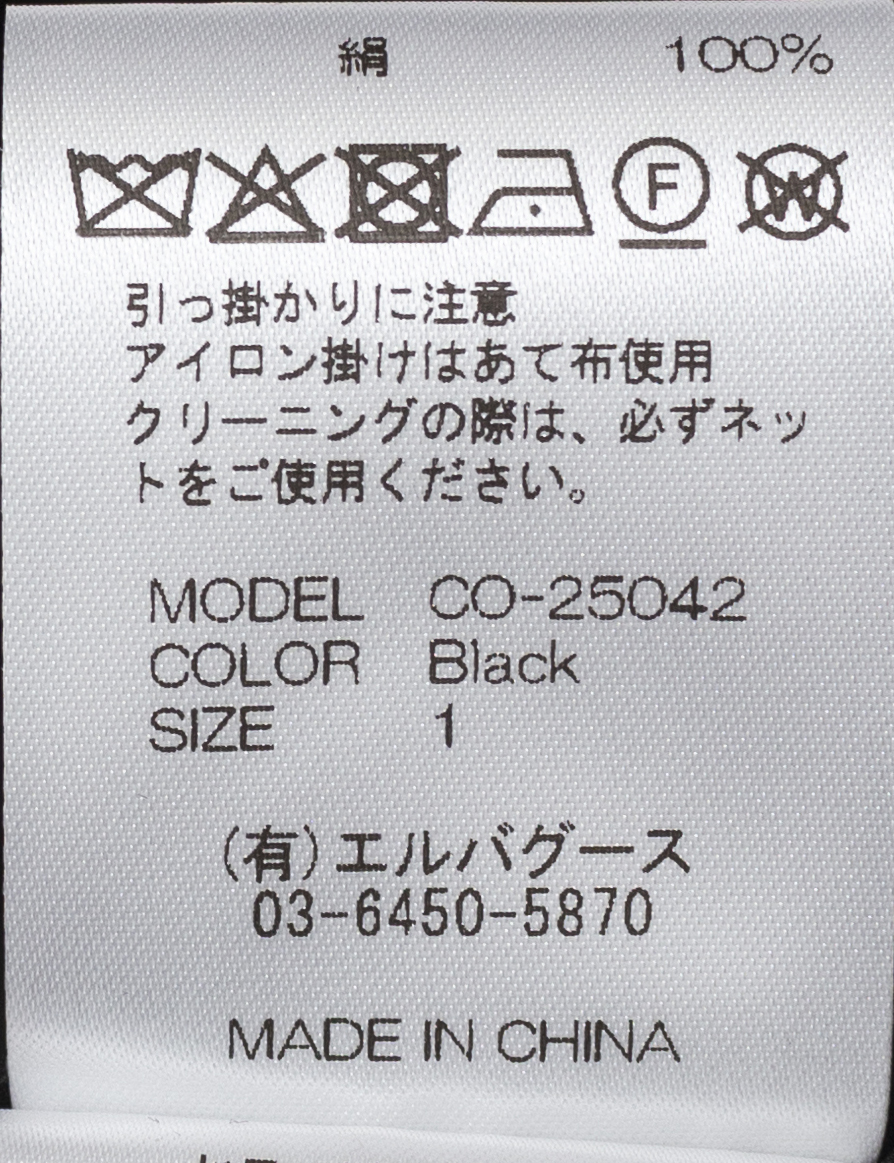 絹 100%
F W
引っ掛かりに注意
アイロン掛けはあて布使用
クリーニングの際は、必ずネッ
トをご使用ください。
MODEL CO-25042
COLOR Black
SIZE 1
(有)エルバグース
03-6450-5870
MADE IN CHINA